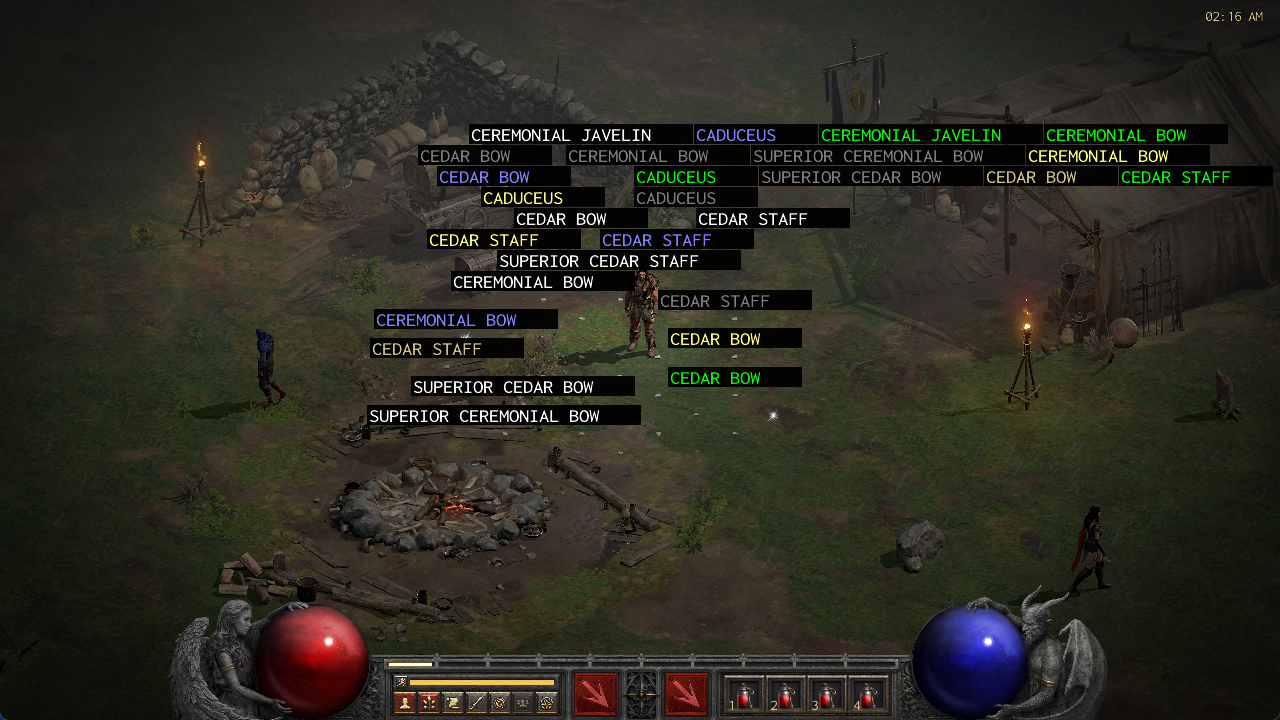 02:16 AM
CEREMONIAL JAVELIN CADUCEUS CEREMONIAL JAVELIN CEREMONIAL BOW
CEDAR BOW CEREMONIAL BOW SUPERIOR CEREMONIAL BOW CEREMONIAL BOW
CEDAR BOW CADUCEUS SUPERIOR CEDAR BOW CEDAR BOW CEDAR STAFF
CADUCEUS CADUCEUS
CEDAR BOW CEDAR STAFF
CEDAR STAFF CEDAR STAFF
SUPERIOR CEDAR STAFF
CEREMONIAL BOW
CEDAR STAFF
CEREMONIAL BOW
CEDAR BOW
CEDAR STAFF
CEDAR BOW
SUPERIOR CEDAR BOW
SUPERIOR CEREMONIAL BOW
1 2 3 4